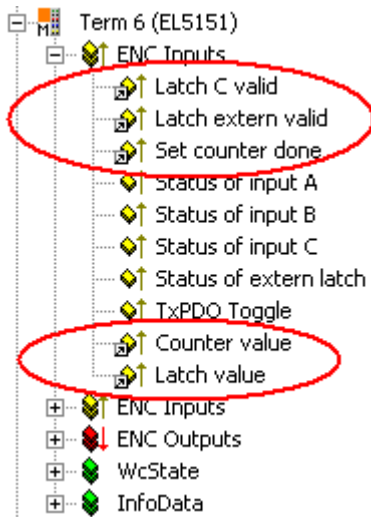 Term 6 (EL5151)
ENC Inputs
Latch C valid
Latch extern valid
Set counter done
Status of input A
Status of input B
Status of input C
Status of extern latch
TxPDO Toggle
Counter value
Latch value
ENC Inputs
ENC Outputs
WcState
InfoData